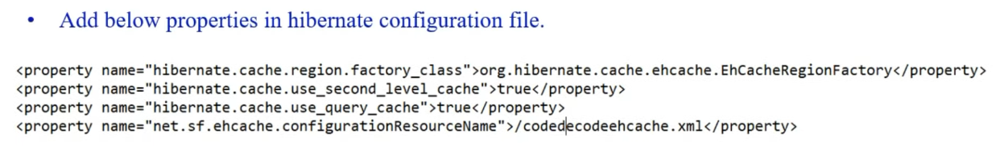 • Add below properties in hibernate configuration file.
<property name="hibernate.cache.region.factory_class">org.hibernate.cache.ehcache.EhCacheRegionFactory</property>
<property name="hibernate.cache.use_second_level_cache">true</property>
<property name="hibernate.cache.use_query_cache">true</property>
<property name="net.sf.ehcache.configurationResourceName">/codedecodeehcache.xml</property>